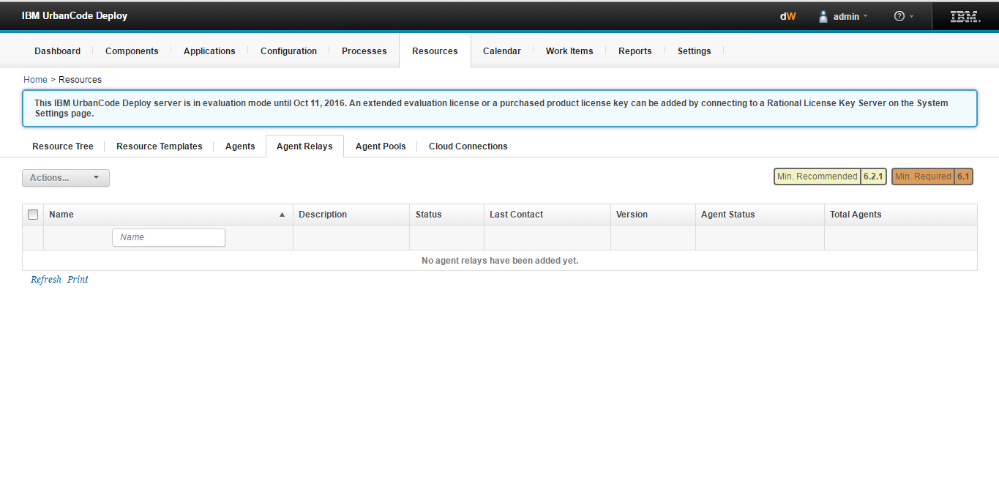 IBM UrbanCode Deploy dW admin ? IBM.
Dashboard Components Applications Configuration Processes Resources Calendar Work Items Reports Settings
Home > Resources
This IBM UrbanCode Deploy server is in evaluation mode until Oct 11, 2016. An extended evaluation license or a purchased product license key can be added by connecting to a Rational License Key Server on the System
Settings page.
Resource Tree Resource Templates Agents Agent Relays Agent Pools Cloud Connections
Actions... Min. Recommended 6.2.1 Min. Required 6.1
Name Description Status Last Contact Version Agent Status Total Agents
Name
No agent relays have been added yet.
Refresh Print